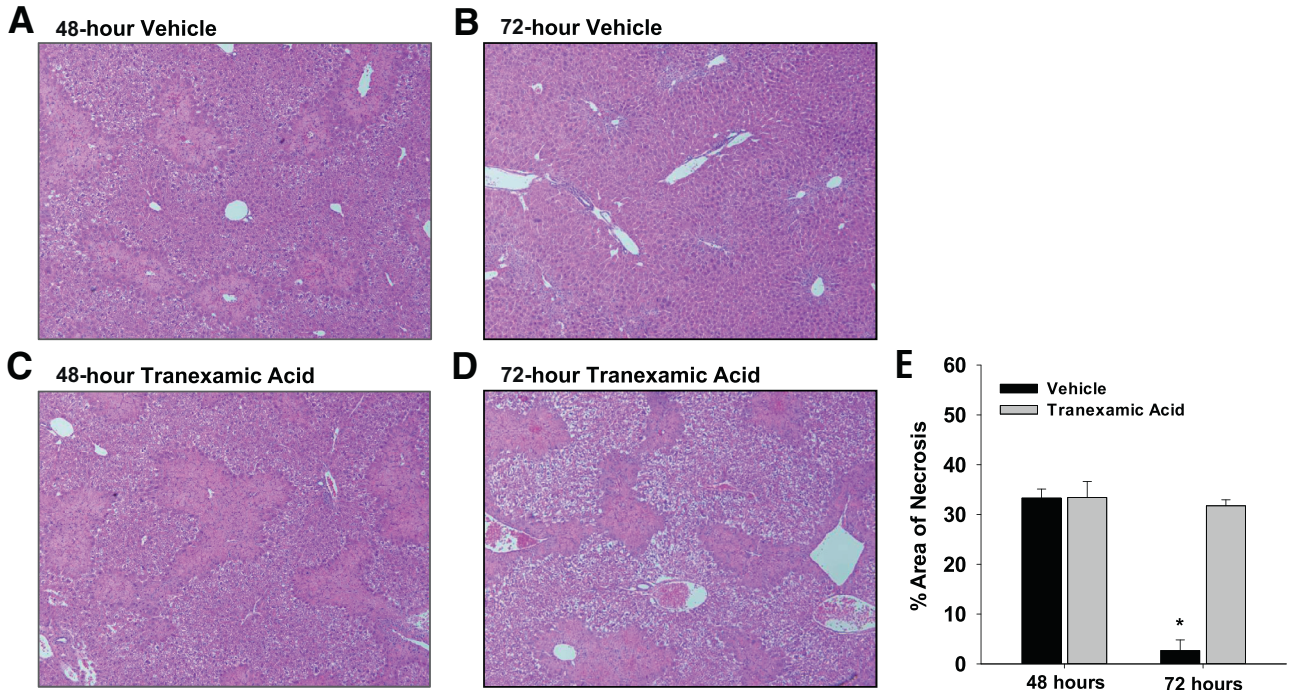 A 48-hour Vehicle
B 72-hour Vehicle
C 48-hour Tranexamic Acid
D 72-hour Tranexamic Acid
E
Vehicle
Tranexamic Acid
% Area of Necrosis
60
50
40
30
20
10
0
*
48 hours
72 hours